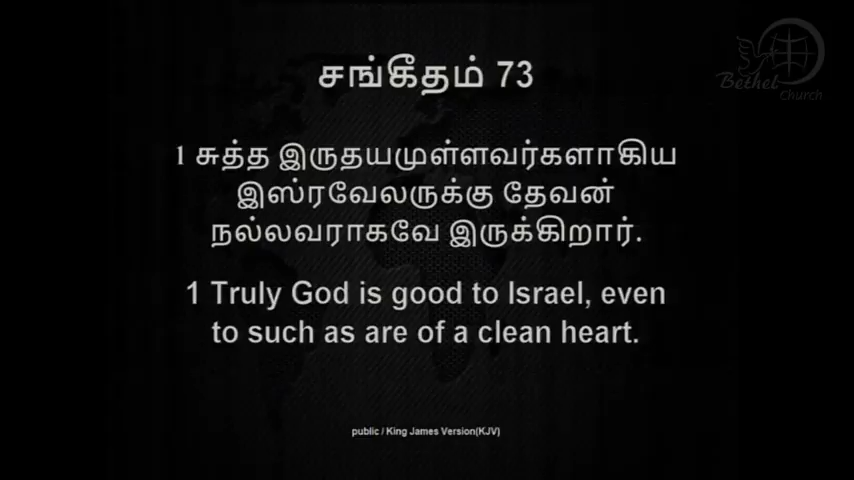 Bethel
Church
சங்கீதம் 73
1 சுத்த இருதயமுள்ளவர்களாகிய
இஸ்ரவேலருக்கு தேவன்
நல்லவராகவே இருக்கிறார்.
1 Truly God is good to Israel, even
to such as are of a clean heart.
public / King James Version(KJV)